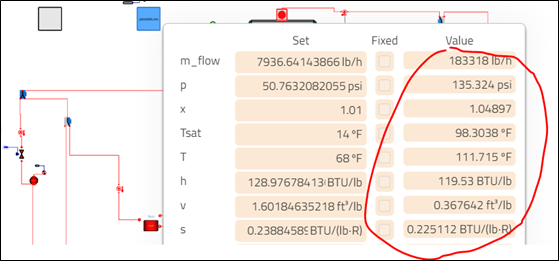 Set Fixed Value
m_flow 7936.64143866 lb/h 183318 lb/h
p 50.7632082055 psi 135.324 psi
x 1.01 1.04897
Tsat 14 °F 98.3038 °F
T 68 °F 111.715 °F
h 128.97678413 BTU/lb 119.53 BTU/lb
v 1.60184635218 ft³/lb 0.367642 ft³/lb
s 0.23884589 BTU/(lb·R) 0.225112 BTU/(lb·R)